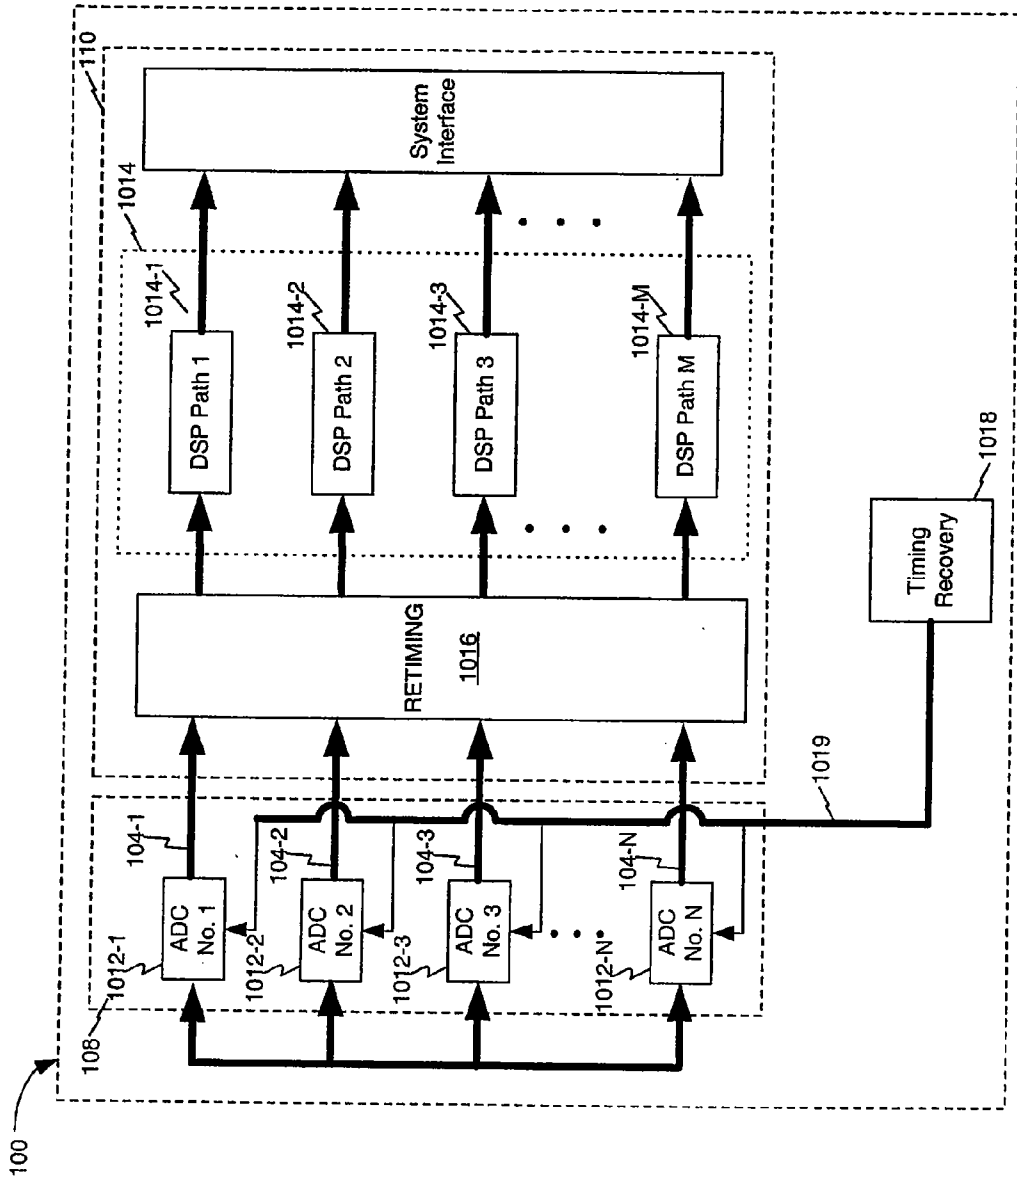 100
108
110
1012-1
ADC
No. 1
104-1
1012-2
ADC
No. 2
104-2
1012-3
ADC
No. 3
104-3
1012-N
ADC
No. N
104-N
RETIMING
1016
1014
1014-1
DSP Path 1
1014-2
DSP Path 2
1014-3
DSP Path 3
1014-M
DSP Path M
System
Interface
1019
Timing
Recovery
1018